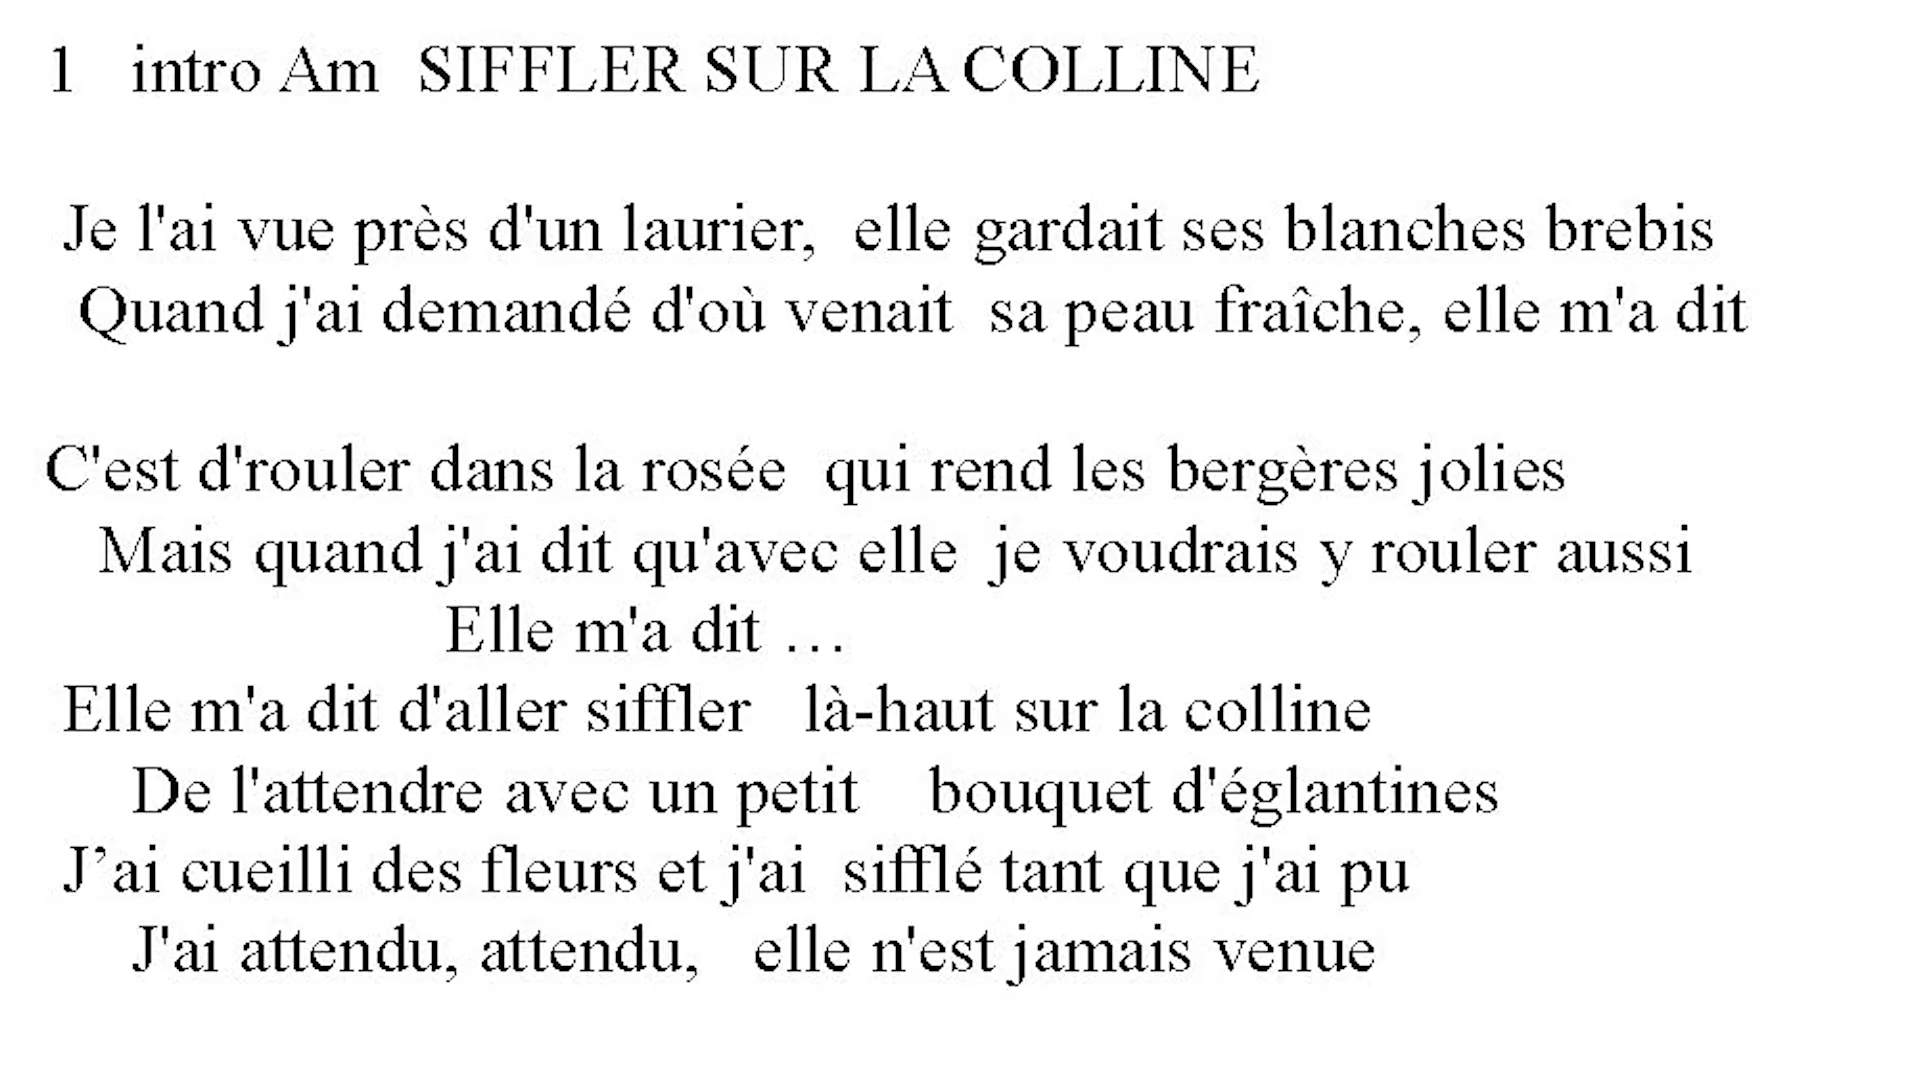 1 intro Am SIFFLER SUR LA COLLINE
Je l'ai vue près d'un laurier, elle gardait ses blanches brebis
Quand j'ai demandé d'où venait sa peau fraîche, elle m'a dit
C'est d'rouler dans la rosée qui rend les bergères jolies
Mais quand j'ai dit qu'avec elle je voudrais y rouler aussi
Elle m'a dit …
Elle m'a dit d'aller siffler là-haut sur la colline
De l'attendre avec un petit bouquet d'églantines
J’ai cueilli des fleurs et j'ai sifflé tant que j'ai pu
J'ai attendu, attendu, elle n'est jamais venue